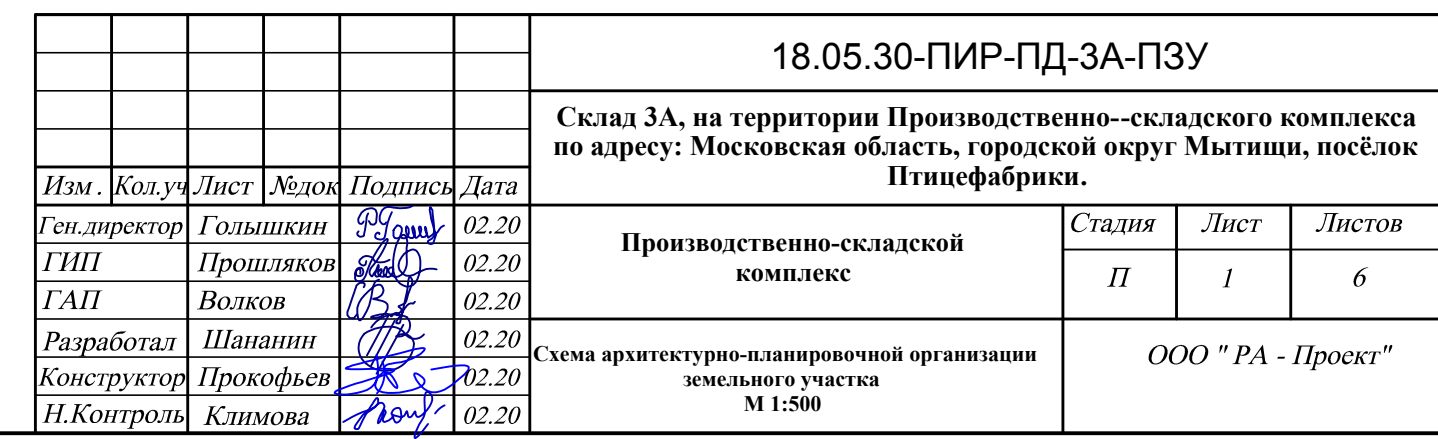 18.05.30-ПИР-ПД-3А-ПЗУ
Склад 3А, на территории Производственно--складского комплекса
по адресу: Московская область, городской округ Мытищи, посёлок
Птицефабрики.
Изм. Кол.уч Лист №док Подпись Дата
Ген.директор Голышкин 02.20
ГИП Прошляков 02.20
ГАП Волков 02.20
Разработал Шананин 02.20
Конструктор Прокофьев 02.20
Н.Контроль Климова 02.20
Производственно-складской
комплекс
Стадия Лист Листов
П 1 6
Схема архитектурно-планировочной организации
земельного участка
М 1:500
ООО " РА - Проект"